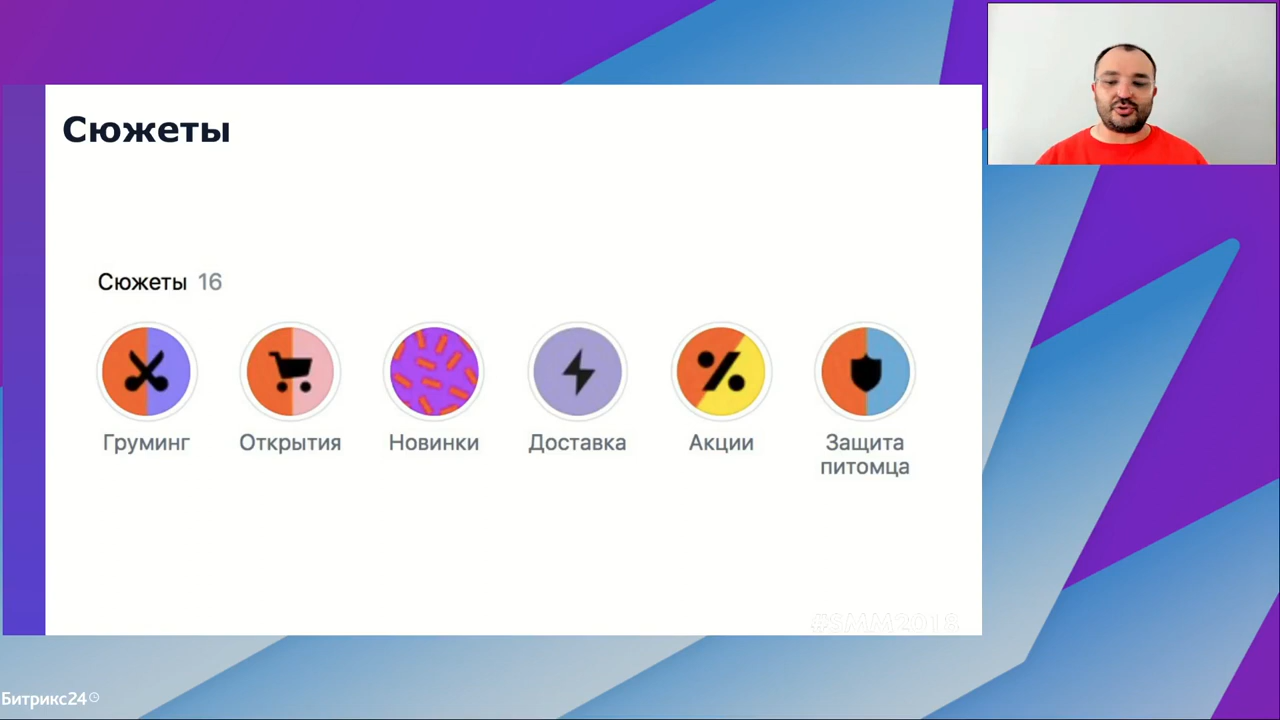 Сюжеты
Сюжеты 16
Груминг
Открытия
Новинки
Доставка
Акции
Защита
питомца
#SMM2018
Битрикс24